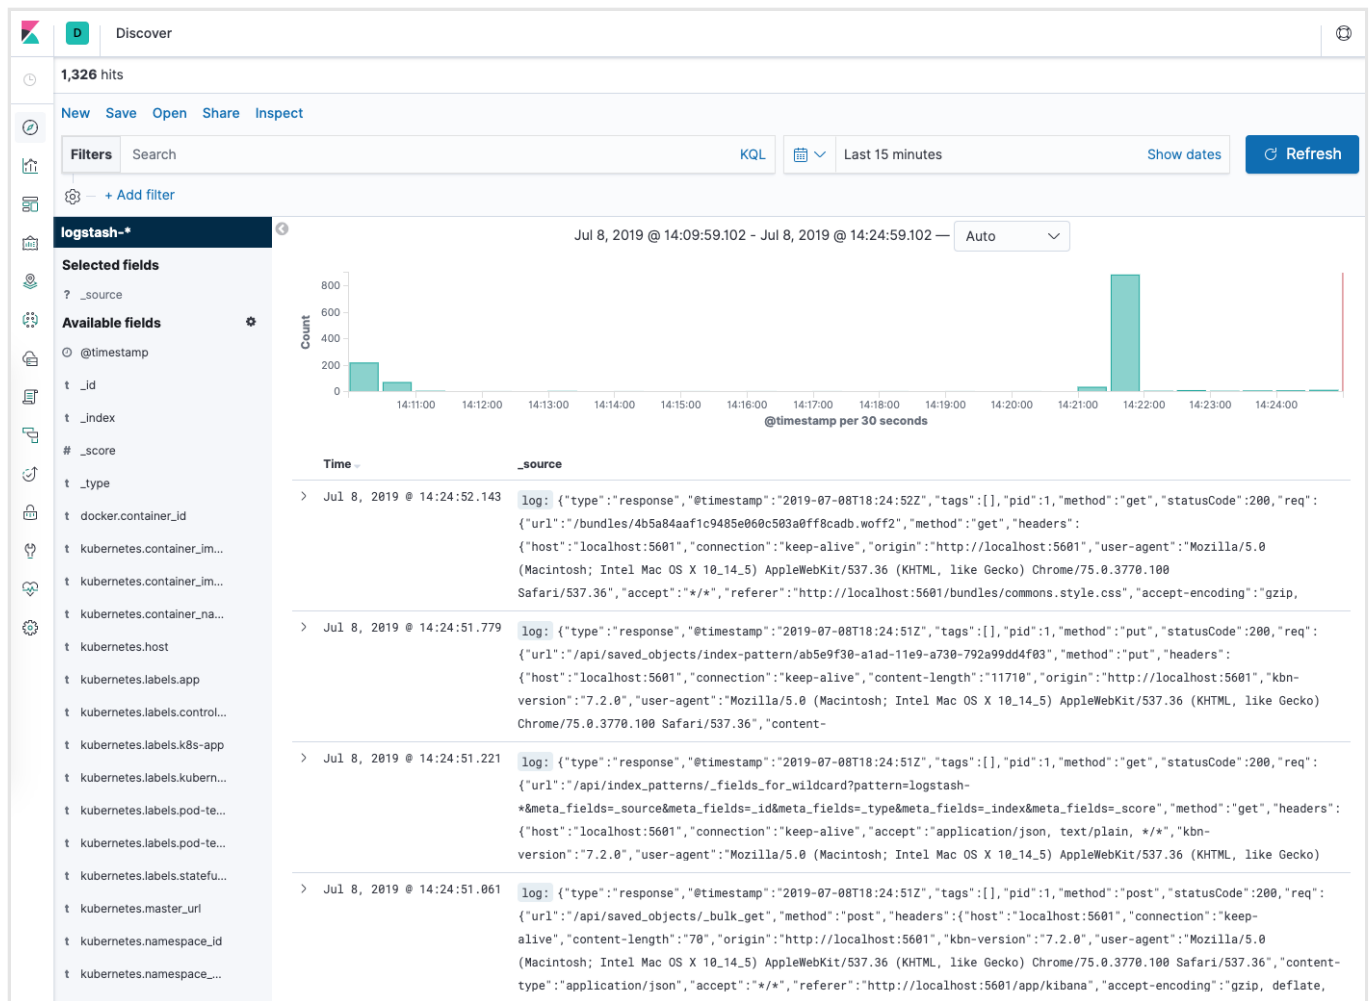 D Discover
1,326 hits
New Save Open Share Inspect
Filters Search KQL Last 15 minutes Show dates Refresh
+ Add filter
logstash-*
Selected fields
? _source
Available fields
@timestamp
t _id
t _index
# _score
t _type
t docker.container_id
t kubernetes.container_im...
t kubernetes.container_im...
t kubernetes.container_na...
t kubernetes.host
t kubernetes.labels.app
t kubernetes.labels.control...
t kubernetes.labels.k8s-app
t kubernetes.labels.kubern...
t kubernetes.labels.pod-te...
t kubernetes.labels.pod-te...
t kubernetes.labels.statefu...
t kubernetes.master_url
t kubernetes.namespace_id
t kubernetes.namespace_...
Jul 8, 2019 @ 14:09:59.102 - Jul 8, 2019 @ 14:24:59.102 — Auto
Count
800
600
400
200
0
14:11:00 14:12:00 14:13:00 14:14:00 14:15:00 14:16:00 14:17:00 14:18:00 14:19:00 14:20:00 14:21:00 14:22:00 14:23:00 14:24:00
@timestamp per 30 seconds
Time _source
Jul 8, 2019 @ 14:24:52.143 log: {"type":"response","@timestamp":"2019-07-08T18:24:52Z","tags":[],"pid":1,"method":"get","statusCode":200,"req":
{"url":"/bundles/4b5a84aaf1c9485e060c503a0ff8cadb.woff2","method":"get","headers":
{"host":"localhost:5601","connection":"keep-alive","origin":"http://localhost:5601","user-agent":"Mozilla/5.0
(Macintosh; Intel Mac OS X 10_14_5) AppleWebKit/537.36 (KHTML, like Gecko) Chrome/75.0.3770.100
Safari/537.36","accept":"*/*","referer":"http://localhost:5601/bundles/commons.style.css","accept-encoding":"gzip,
Jul 8, 2019 @ 14:24:51.779 log: {"type":"response","@timestamp":"2019-07-08T18:24:51Z","tags":[],"pid":1,"method":"put","statusCode":200,"req":
{"url":"/api/saved_objects/index-pattern/ab5e9f30-a1ad-11e9-a730-792a99dd4f03","method":"put","headers":
{"host":"localhost:5601","connection":"keep-alive","content-length":"11710","origin":"http://localhost:5601","kbn-
version":"7.2.0","user-agent":"Mozilla/5.0 (Macintosh; Intel Mac OS X 10_14_5) AppleWebKit/537.36 (KHTML, like Gecko)
Chrome/75.0.3770.100 Safari/537.36","content-
Jul 8, 2019 @ 14:24:51.221 log: {"type":"response","@timestamp":"2019-07-08T18:24:51Z","tags":[],"pid":1,"method":"get","statusCode":200,"req":
{"url":"/api/index_patterns/_fields_for_wildcard?pattern=logstash-
*&meta_fields=_source&meta_fields=_id&meta_fields=_type&meta_fields=_index&meta_fields=_score","method":"get","headers":
{"host":"localhost:5601","connection":"keep-alive","accept":"application/json, text/plain, */*","kbn-
version":"7.2.0","user-agent":"Mozilla/5.0 (Macintosh; Intel Mac OS X 10_14_5) AppleWebKit/537.36 (KHTML, like Gecko)
Jul 8, 2019 @ 14:24:51.061 log: {"type":"response","@timestamp":"2019-07-08T18:24:51Z","tags":[],"pid":1,"method":"post","statusCode":200,"req":
{"url":"/api/saved_objects/_bulk_get","method":"post","headers":{"host":"localhost:5601","connection":"keep-
alive","content-length":"70","origin":"http://localhost:5601","kbn-version":"7.2.0","user-agent":"Mozilla/5.0
(Macintosh; Intel Mac OS X 10_14_5) AppleWebKit/537.36 (KHTML, like Gecko) Chrome/75.0.3770.100 Safari/537.36","content-
type":"application/json","accept":"*/*","referer":"http://localhost:5601/app/kibana","accept-encoding":"gzip, deflate,